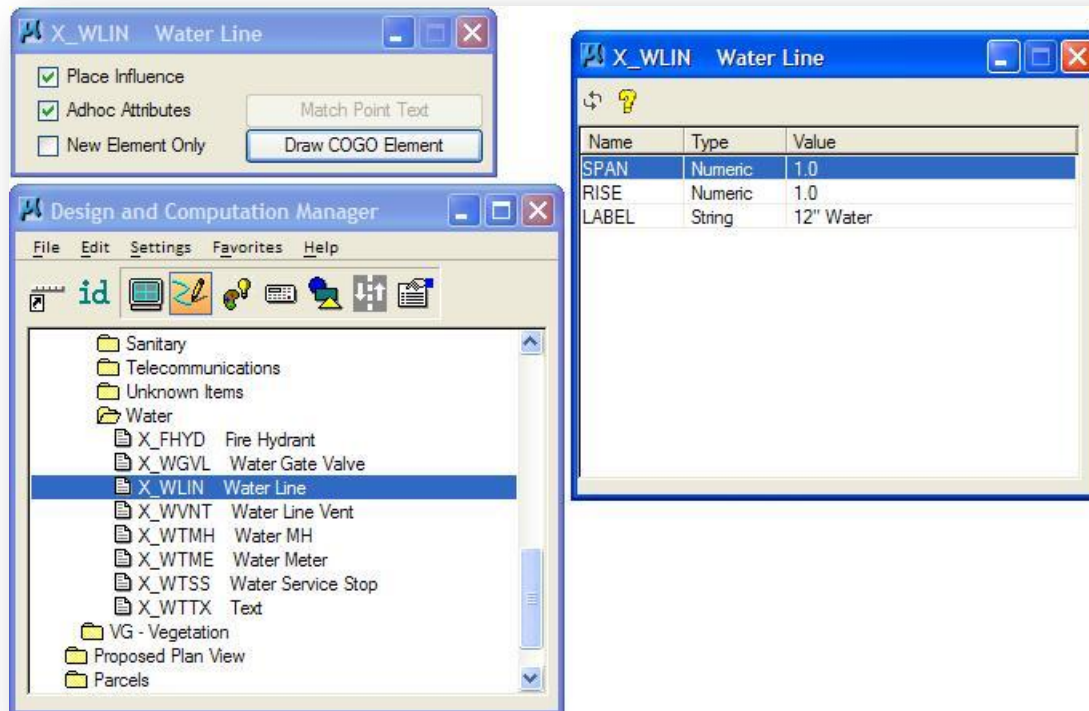 X_WLIN Water Line
Place Influence
Adhoc Attributes Match Point Text
New Element Only Draw COGO Element
Design and Computation Manager
File Edit Settings Favorites Help
id
Sanitary
Telecommunications
Unknown Items
Water
X_FHYD Fire Hydrant
X_WGVL Water Gate Valve
X_WLIN Water Line
X_WVNT Water Line Vent
X_WTMH Water MH
X_WTME Water Meter
X_WTSS Water Service Stop
X_WTTX Text
VG - Vegetation
Proposed Plan View
Parcels
X_WLIN Water Line
Name Type Value
SPAN Numeric 1.0
RISE Numeric 1.0
LABEL String 12" Water